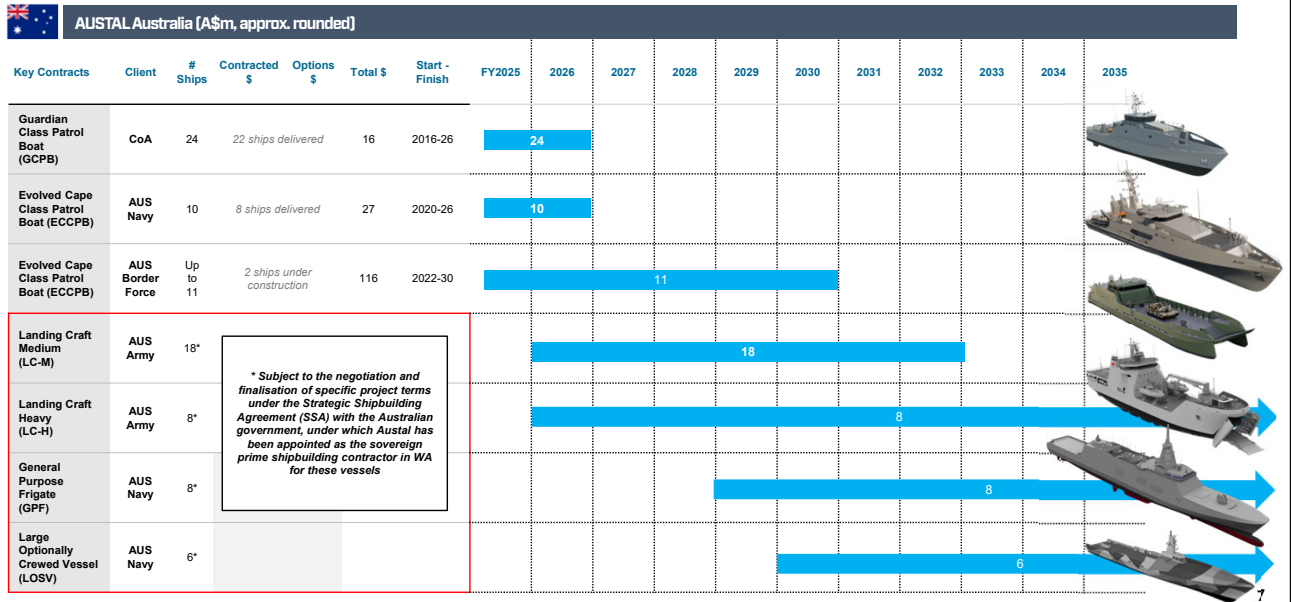 AUSTAL Australia (A$m, approx. rounded)
Key Contracts
Client
#
Ships
Contracted
$
Options
$
Total $
Start -
Finish
FY2025
2026
2027
2028
2029
2030
2031
2032
2033
2034
2035
Guardian
Class Patrol
Boat
(GCPB)
CoA
24
22 ships delivered
16
2016-26
24
Evolved Cape
Class Patrol
Boat (ECCPB)
AUS
Navy
10
8 ships delivered
27
2020-26
10
Evolved Cape
Class Patrol
Boat (ECCPB)
AUS
Border
Force
Up
to
11
2 ships under
construction
116
2022-30
11
Landing Craft
Medium
(LC-M)
AUS
Army
18*
18
* Subject to the negotiation and
finalisation of specific project terms
under the Strategic Shipbuilding
Agreement (SSA) with the Australian
government, under which Austal has
been appointed as the sovereign
prime shipbuilding contractor in WA
for these vessels
Landing Craft
Heavy
(LC-H)
AUS
Army
8*
8
General
Purpose
Frigate
(GPF)
AUS
Navy
8*
8
Large
Optionally
Crewed Vessel
(LOSV)
AUS
Navy
6*
6
7